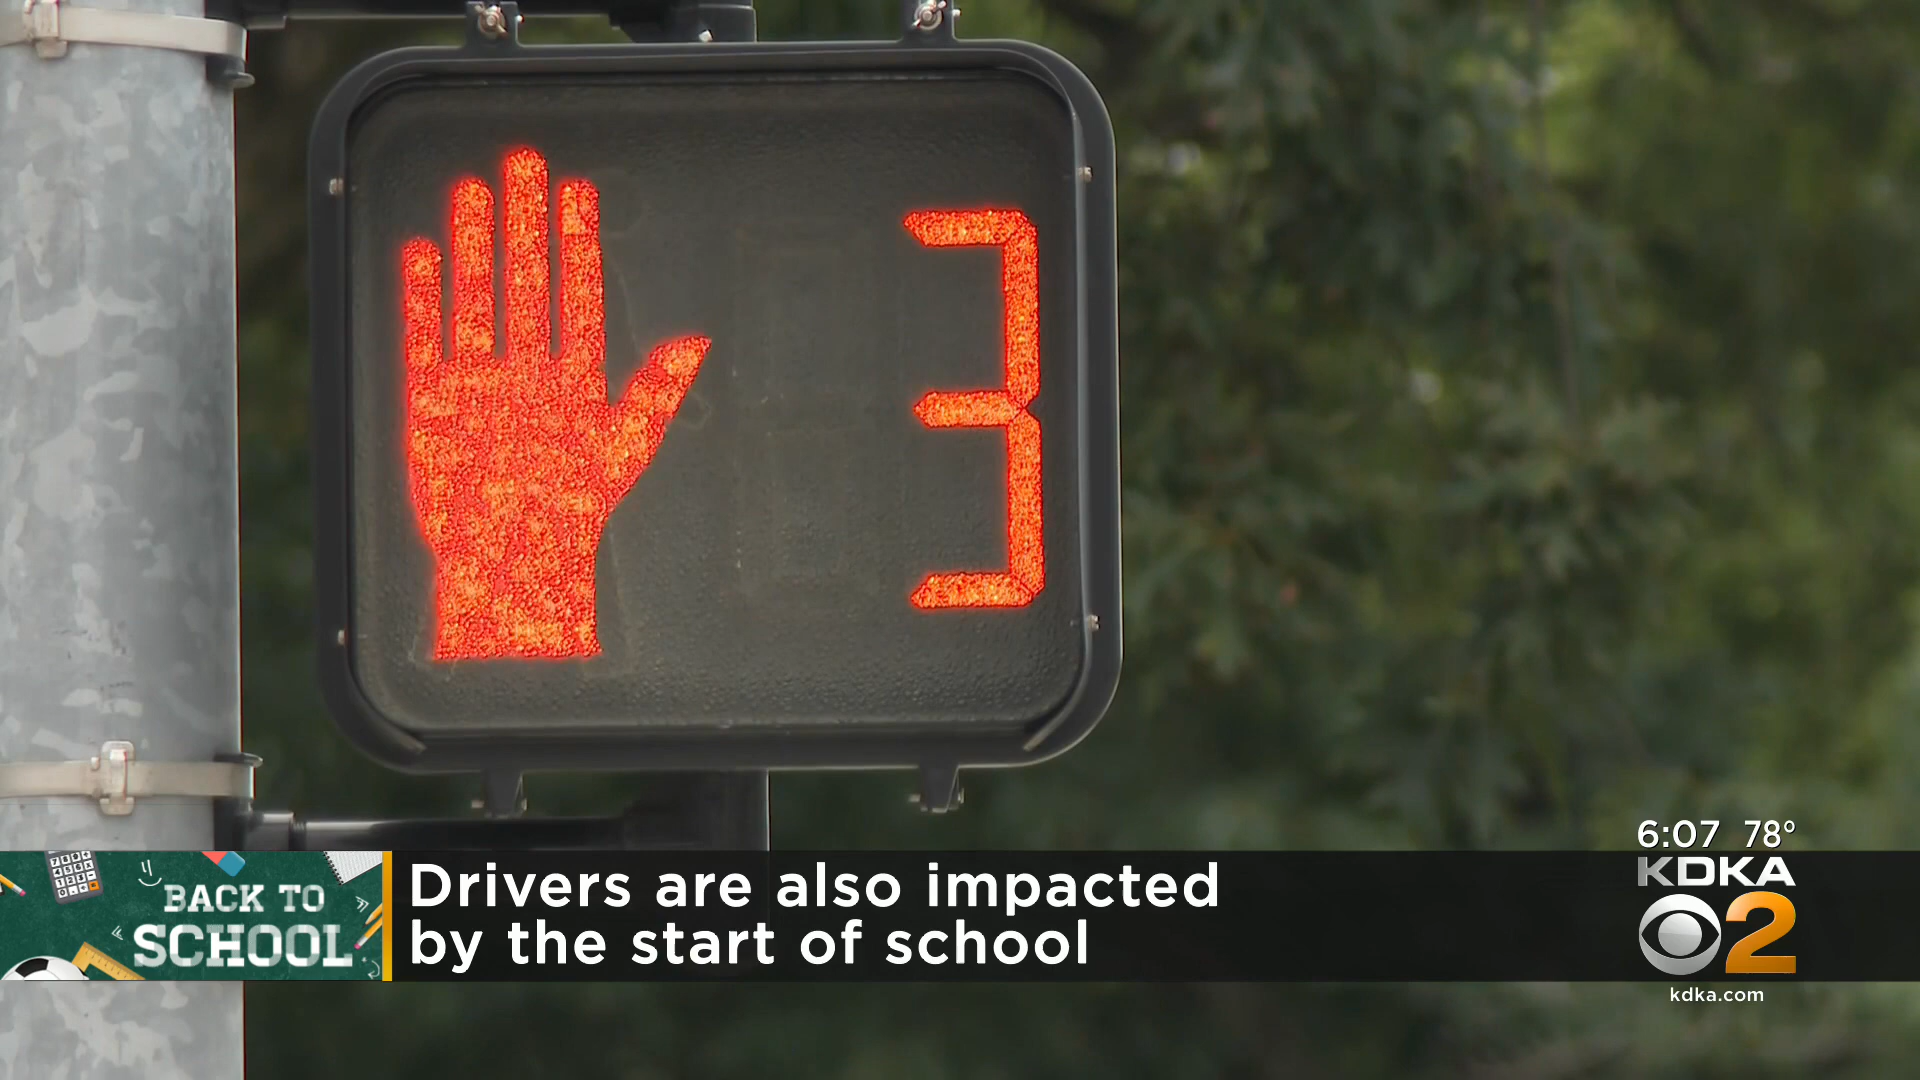 3
6:07 78°
KDKA
2
kdka.com
BACK TO
SCHOOL
Drivers are also impacted
by the start of school